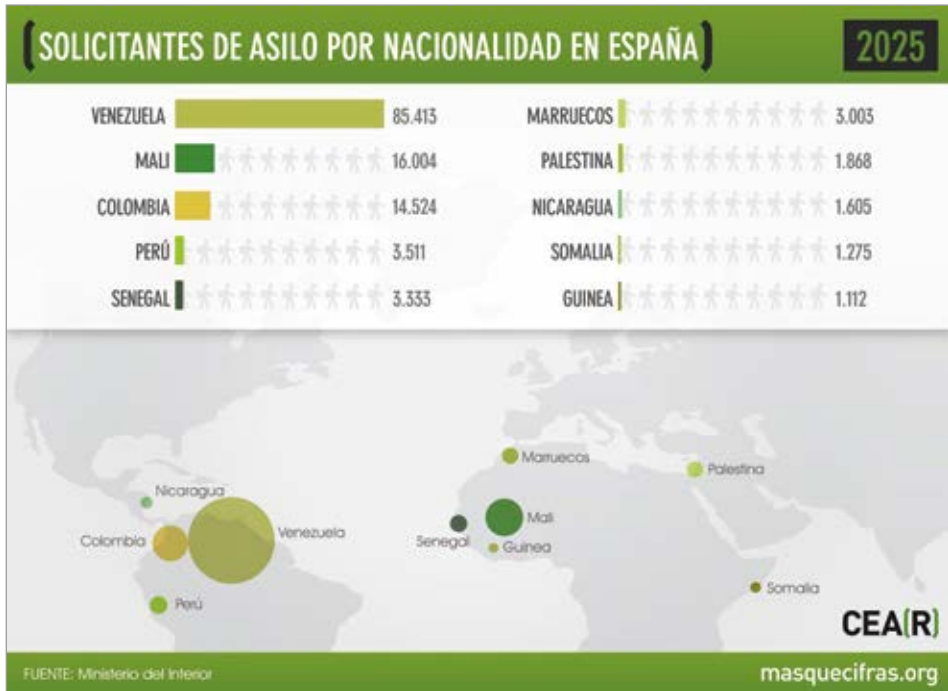 (SOLICITANTES DE ASILO POR NACIONALIDAD EN ESPAÑA)
2025
VENEZUELA 85.413
MALI 16.004
COLOMBIA 14.524
PERÚ 3.511
SENEGAL 3.333
MARRUECOS 3.003
PALESTINA 1.868
NICARAGUA 1.605
SOMALIA 1.275
GUINEA 1.112
Marruecos
Palestina
Nicaragua
Venezuela
Colombia
Mali
Senegal
Guinea
Somalia
Perú
CEA(R)
FUENTE: Ministerio del Interior
masquecifras.org